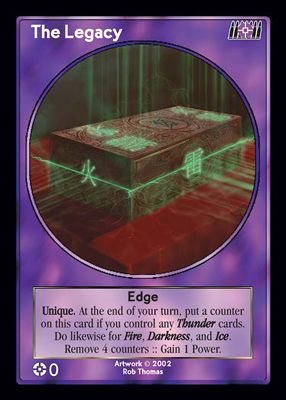 The Legacy
火
Edge
Unique. At the end of your turn, put a counter
on this card if you control any Thunder cards.
Do likewise for Fire, Darkness, and Ice.
Remove 4 counters :: Gain 1 Power.
0
Artwork © 2002
Rob Thomas